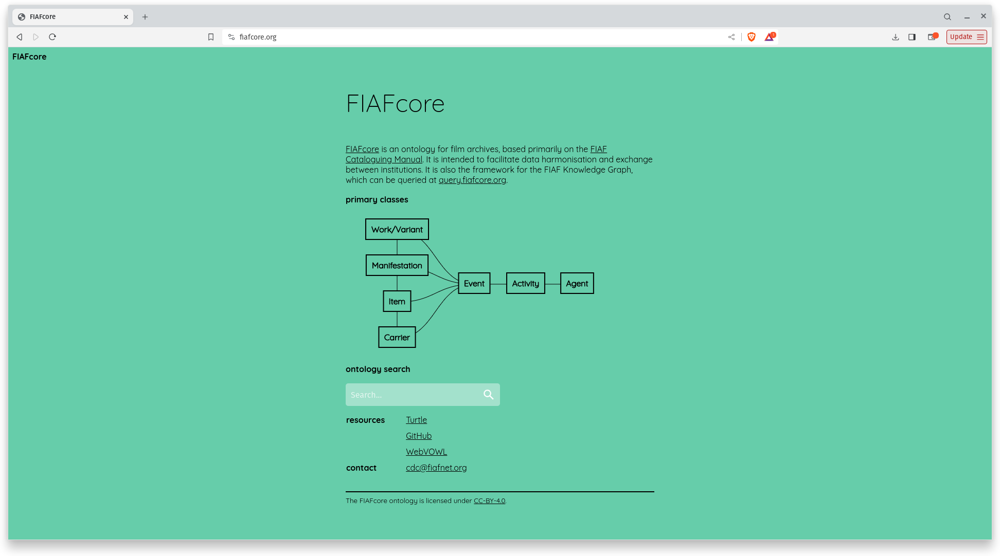 FIAFcore
fiafcore.org
1
Update
FIAFcore
FIAFcore
FIAFcore is an ontology for film archives, based primarily on the FIAF
Cataloguing Manual. It is intended to facilitate data harmonisation and exchange
between institutions. It is also the framework for the FIAF Knowledge Graph,
which can be queried at query.fiafcore.org.
primary classes
Work/Variant
Manifestation
Event
Activity
Agent
Item
Carrier
ontology search
Search...
resources Turtle
GitHub
WebVOWL
contact cdc@fiafnet.org
The FIAFcore ontology is licensed under CC-BY-4.0.